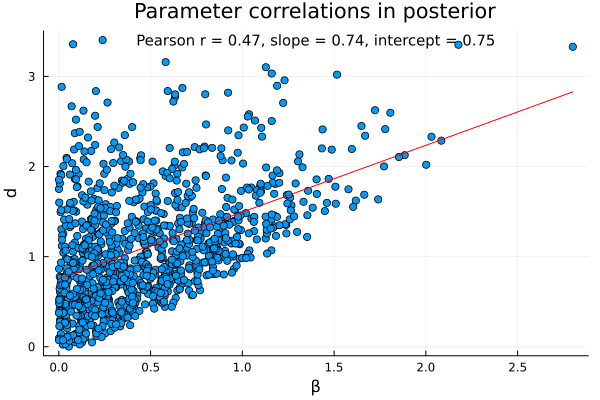 Parameter correlations in posterior
Pearson r = 0.47, slope = 0.74, intercept = 0.75
3
2
1
0
d
0.0 0.5 1.0 1.5 2.0 2.5
β